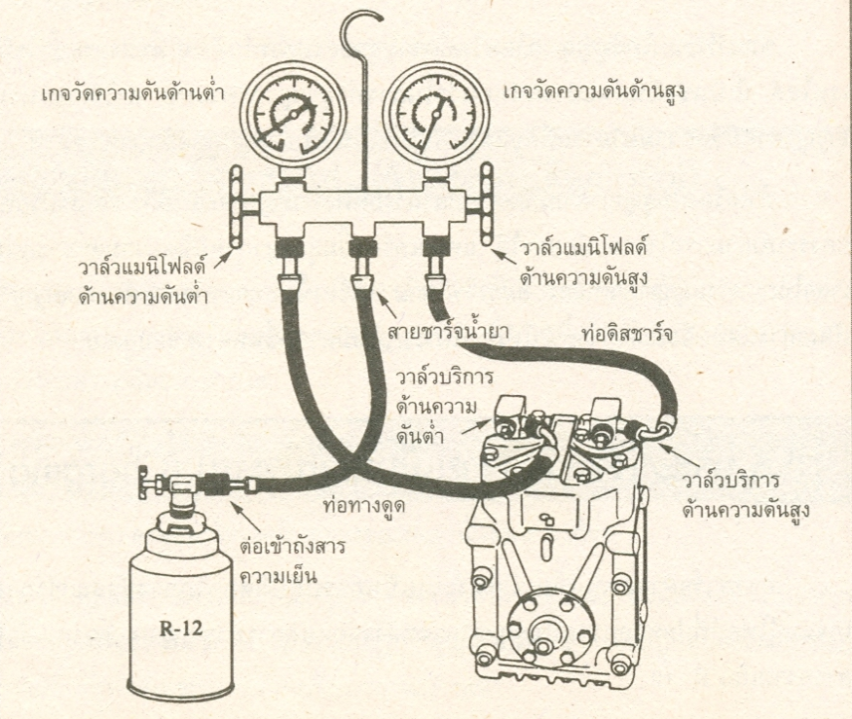 เกจวัดความดันด้านต่ำ
เกจวัดความดันด้านสูง
วาล์วแมนิโฟลด์
ด้านความดันต่ำ
วาล์วแมนิโฟลด์
ด้านความดันสูง
สายชาร์จน้ำยา
ท่อดิสชาร์จ
วาล์วบริการ
ด้านความ
ดันต่ำ
วาล์วบริการ
ด้านความดันสูง
ท่อทางดูด
ต่อเข้าถังสาร
ความเย็น
R-12